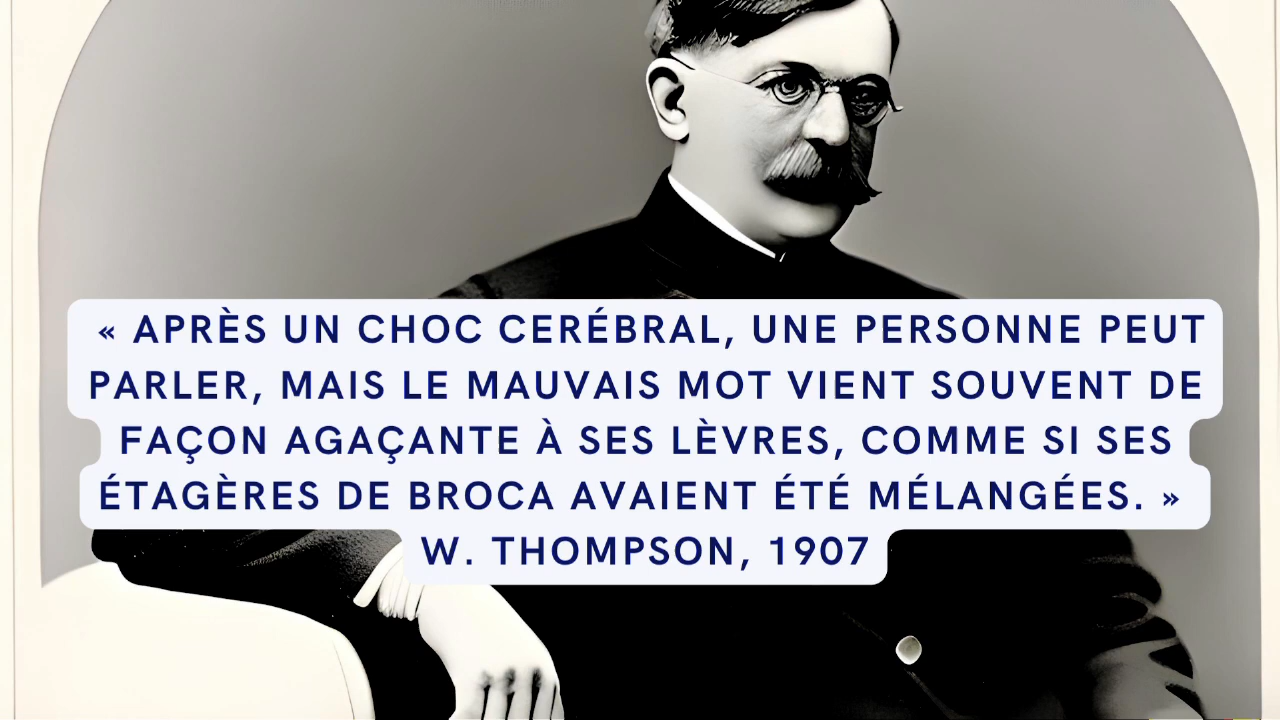 « APRÈS UN CHOC CERÉBRAL, UNE PERSONNE PEUT
PARLER, MAIS LE MAUVAIS MOT VIENT SOUVENT DE
FAÇON AGAÇANTE À SES LÈVRES, COMME SI SES
ÉTAGÈRES DE BROCA AVAIENT ÉTÉ MÉLANGÉES. »
W. THOMPSON, 1907